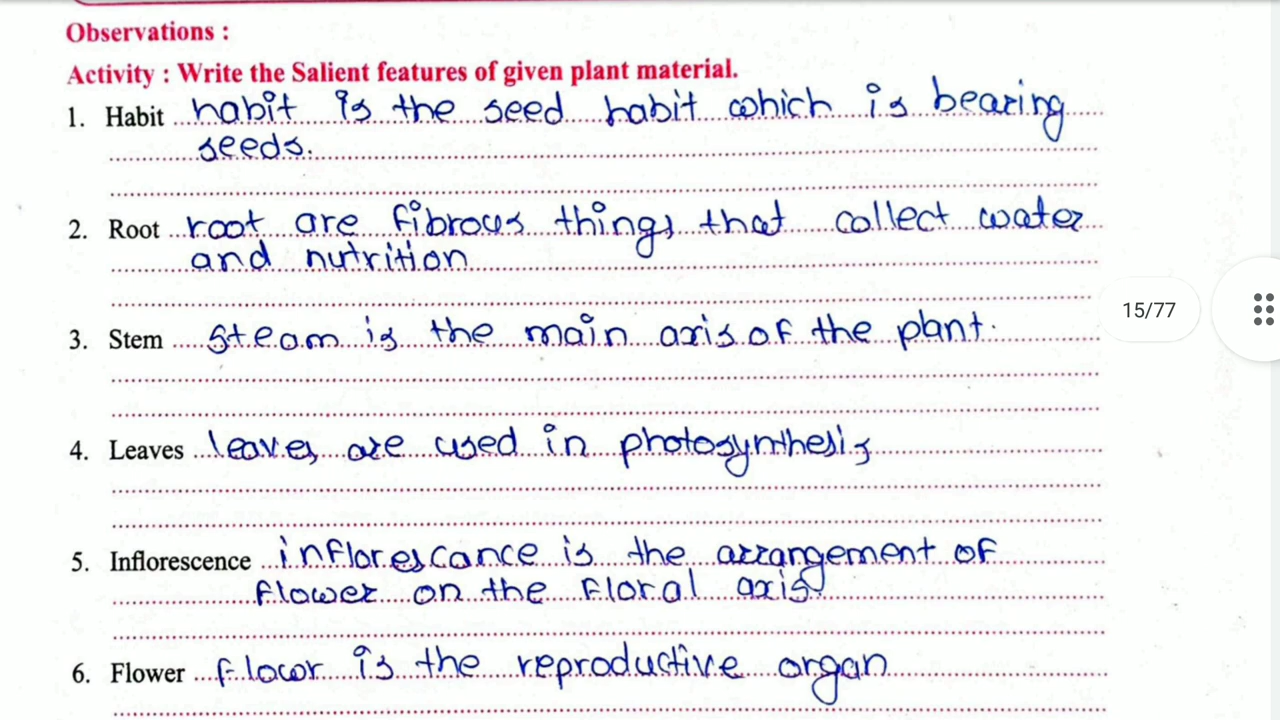 Observations :
Activity : Write the Salient features of given plant material.
1. Habit habit is the seed habit which is bearing
seeds.
2. Root root are fibrous things that collect water
and nutrition
15/77
3. Stem steam is the main axis of the plant.
4. Leaves leaves are used in photosynthesis
5. Inflorescence inflorescance is the arrangement of
flower on the floral axis.
6. Flower flowr is the reproductive organ